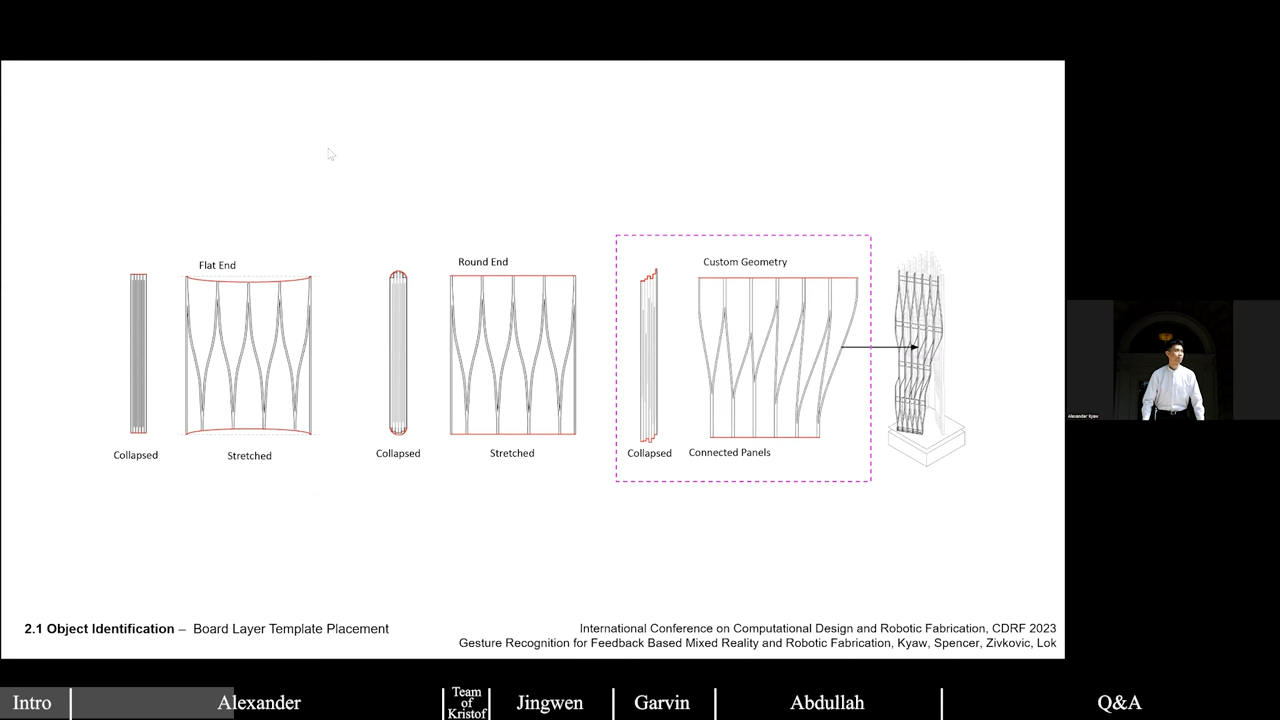 Flat End
Round End
Custom Geometry
Collapsed
Stretched
Collapsed
Stretched
Collapsed
Connected Panels
Alexander Kyaw
2.1 Object Identification – Board Layer Template Placement
International Conference on Computational Design and Robotic Fabrication, CDRF 2023
Gesture Recognition for Feedback Based Mixed Reality and Robotic Fabrication, Kyaw, Spencer, Zivkovic, Lok
Intro
Alexander
Team
of
Kristof
Jingwen
Garvin
Abdullah
Q&A